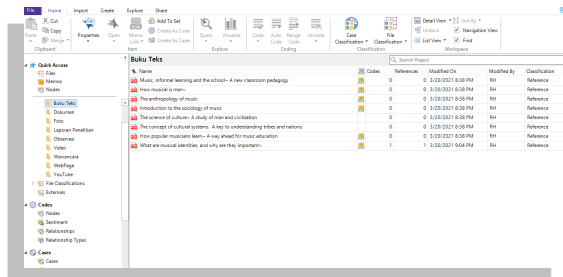 File Home Import Create Explore Share
Paste Cut Copy Merge Properties Open Memo Link Add To Set Create As Code Create As Cases Query Visualize Code Auto Code Range Code Uncode Case Classification File Classification Detail View Sort By Undock Navigation View List View Find
Clipboard Item Explore Coding Classification Workspace
Quick Access
Files
Memos
Nodes
Buku Teks
Dokumen
Foto
Laporan Penelitian
Observasi
Video
Wawancara
WebPage
YouTube
File Classifications
Externals
Codes
Nodes
Sentiment
Relationships
Relationship Types
Cases
Cases
Buku Teks Search Project
Name Codes References Modified On Modified By Classification
Music, informal learning and the school~ A new classroom pedagogy 0 0 3/20/2021 8:38 PM RH Reference
How musical is man~ 0 0 3/20/2021 8:38 PM RH Reference
The anthropology of music 0 0 3/20/2021 8:38 PM RH Reference
Introduction to the sociology of music 0 0 3/20/2021 8:38 PM RH Reference
The science of culture~ A study of man and civilization 0 0 3/20/2021 8:38 PM RH Reference
The concept of cultural systems. A key to understanding tribes and nations 0 0 3/20/2021 8:38 PM RH Reference
How popular musicians learn~ A way ahead for music education 0 0 3/20/2021 8:38 PM RH Reference
What are musical identities, and why are they important~ 1 1 3/20/2021 9:04 PM RH Reference